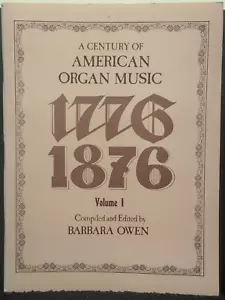 A CENTURY OF
AMERICAN
ORGAN MUSIC
1776
1876
Volume I
Compiled and Edited by
BARBARA OWEN